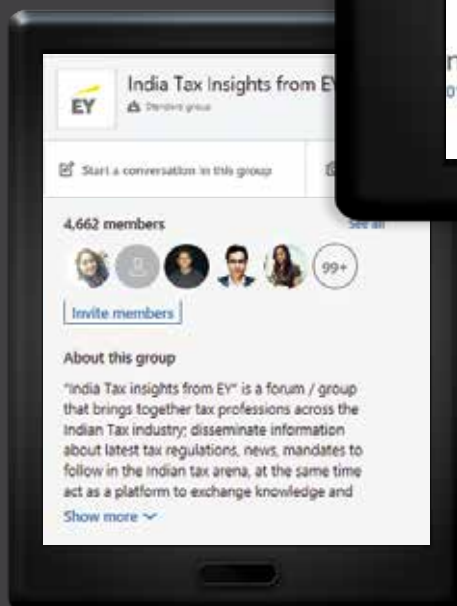 India Tax Insights from EY
EY
Standard group
Start a conversation in this group
4,662 members
See all
99+
Invite members
About this group
"India Tax insights from EY" is a forum / group
that brings together tax professions across the
Indian Tax industry; disseminate information
about latest tax regulations, news, mandates to
follow in the Indian tax arena, at the same time
act as a platform to exchange knowledge and
Show more